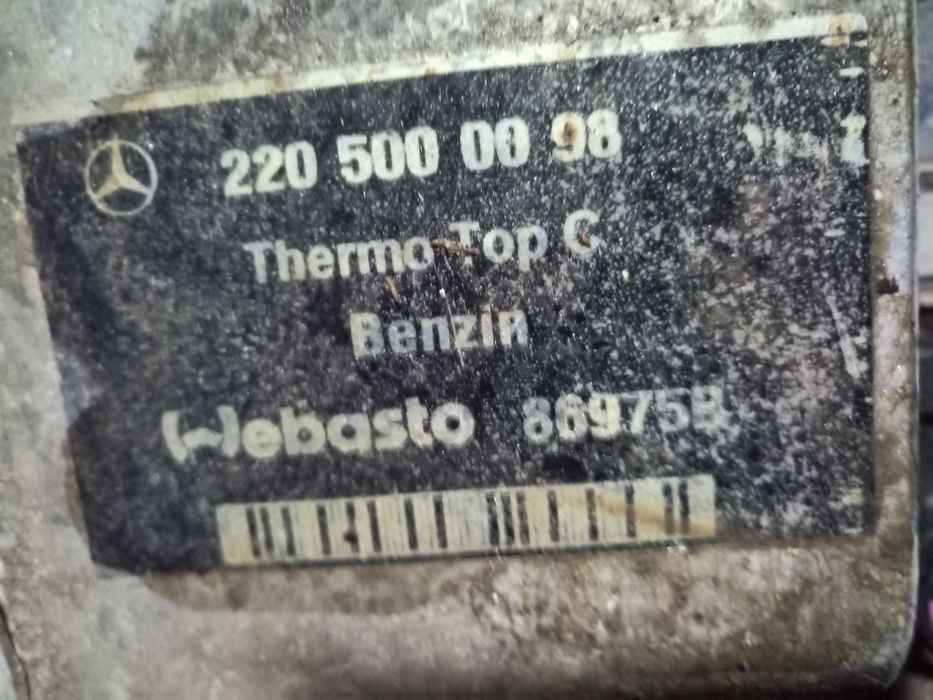 220 500 00 98
Thermo Top C
Benzin
Webasto 86975B